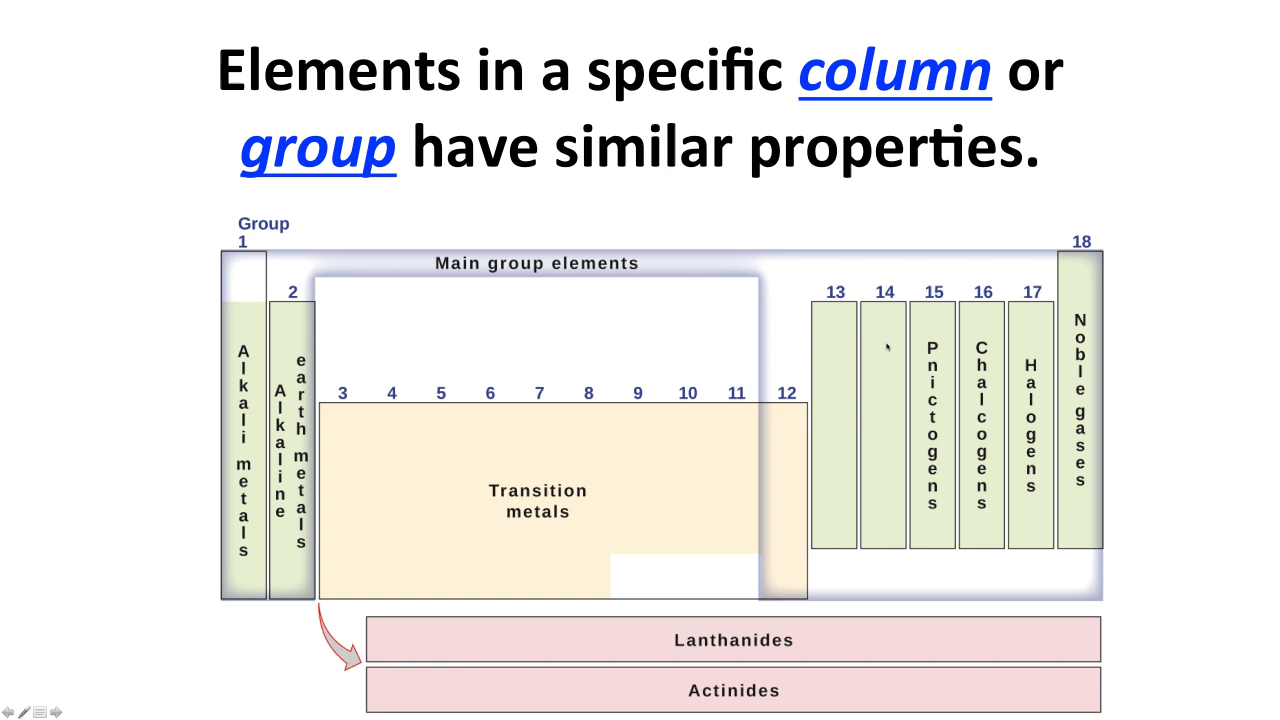 Elements in a specific column or
group have similar properties.
Group
1
18
Main group elements
2
13 14 15 16 17
3 4 5 6 7 8 9 10 11 12
Alkali metals
Alkaline earth metals
Transition
metals
Pnictogens
Chalcogens
Halogens
Noble gases
Lanthanides
Actinides